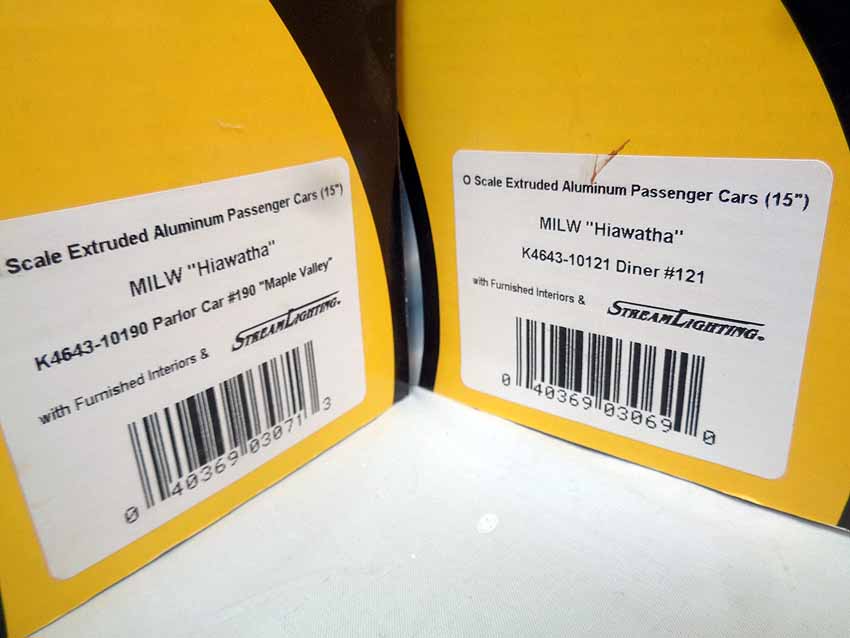 Scale Extruded Aluminum Passenger Cars (15")
MILW "Hiawatha"
K4643-10190 Parlor Car #190 "Maple Valley"
with Furnished Interiors & StreamLighting.
0 40369 03071 3
O Scale Extruded Aluminum Passenger Cars (15")
MILW "Hiawatha"
K4643-10121 Diner #121
with Furnished Interiors & StreamLighting.
0 40369 03069 0